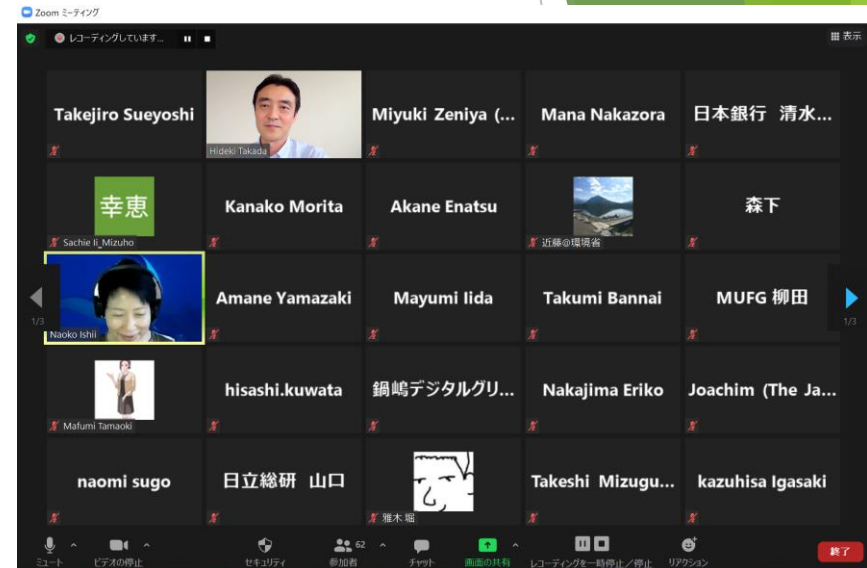 Zoom ミーティング
レコーディングしています...
表示
Takejiro Sueyoshi
Hideki Takada
Miyuki Zeniya (...
Mana Nakazora
日本銀行 清水...
幸恵
Sachie Ii_Mizuho
Kanako Morita
Akane Enatsu
近藤@環境省
森下
1/3
Naoko Ishii
Amane Yamazaki
Mayumi Iida
Takumi Bannai
MUFG 柳田
1/3
Mafumi Tamaoki
hisashi.kuwata
鍋嶋デジタルグリ...
Nakajima Eriko
Joachim (The Ja...
naomi sugo
日立総研 山口
雅木 堀
Takeshi Mizugu...
kazuhisa Igasaki
ミュート
ビデオの停止
セキュリティ
62
参加者
チャット
画面の共有
レコーディングを一時停止／停止
リアクション
終了